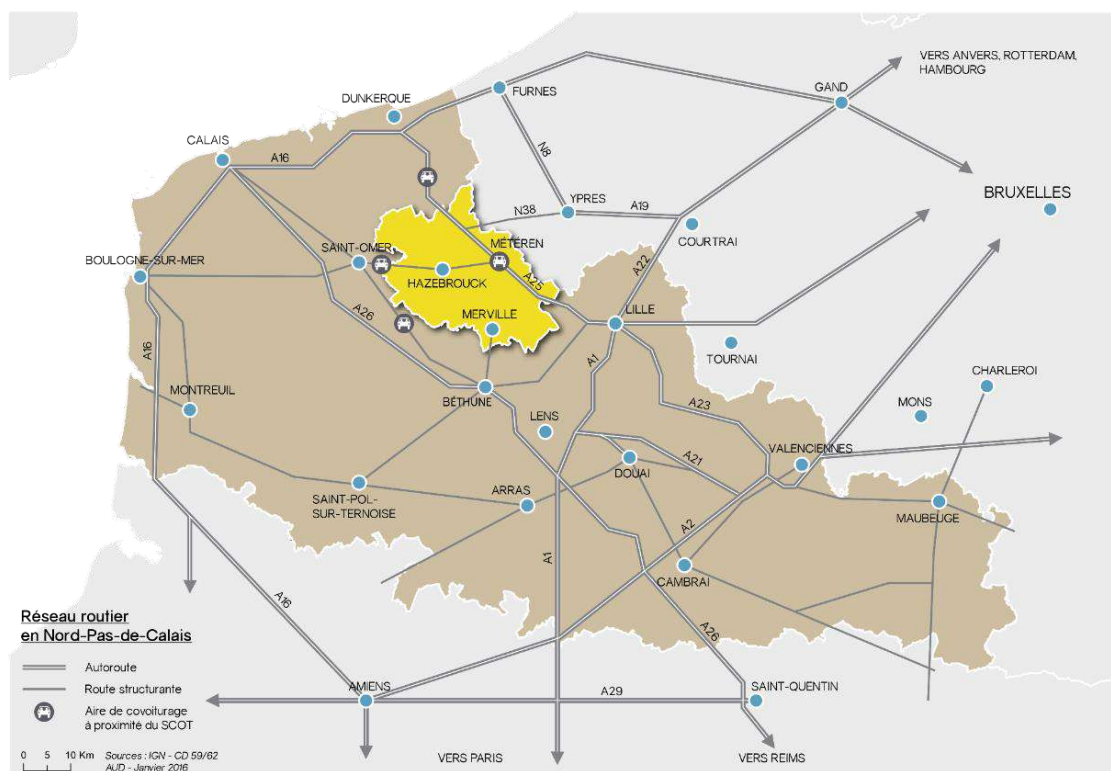 VERS ANVERS, ROTTERDAM,
HAMBOURG
GAND
FURNES
DUNKERQUE
CALAIS
A16
N8
YPRES
A19
N38
BRUXELLES
COURTRAI
MÉTEREN
SAINT-OMER
BOULOGNE-SUR-MER
HAZEBROUCK
A25
A22
A26
MERVILLE
LILLE
A16
A1
TOURNAI
CHARLEROI
MONTREUIL
BÉTHUNE
LENS
A23
MONS
VALENCIENNES
A21
DOUAI
SAINT-POL-
SUR-TERNOISE
ARRAS
MAUBEUGE
A2
A1
CAMBRAI
A16
A26
Réseau routier
en Nord-Pas-de-Calais
Autoroute
Route structurante
Aire de covoiturage
à proximité du SCOT
AMIENS
A29
SAINT-QUENTIN
0 5 10 Km
Sources : IGN - CD 59/62
AUD - Janvier 2016
VERS PARIS
VERS REIMS